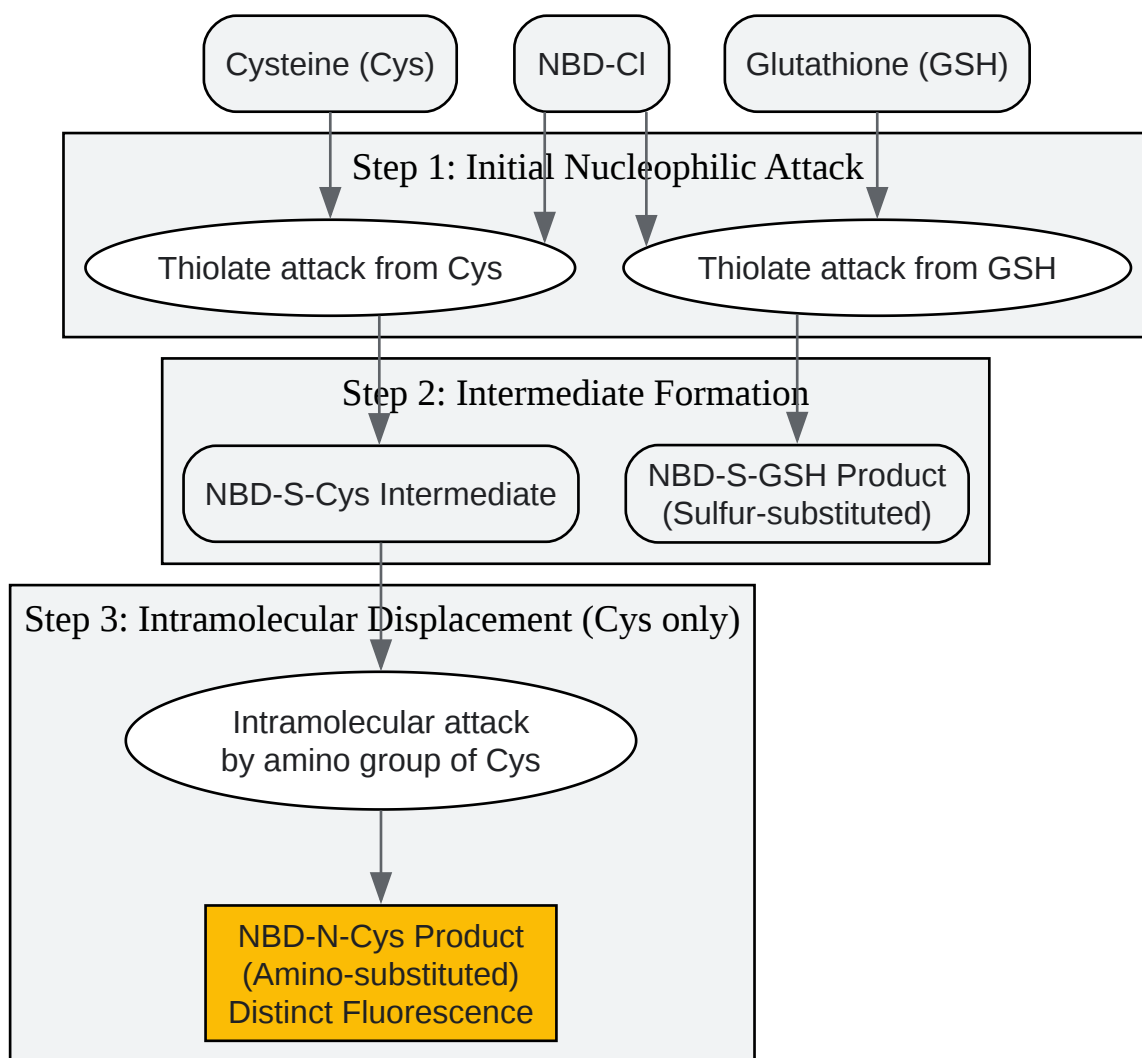 Cysteine (Cys)
NBD-Cl
Glutathione (GSH)
Step 1: Initial Nucleophilic Attack
Thiolate attack from Cys
Thiolate attack from GSH
Step 2: Intermediate Formation
NBD-S-Cys Intermediate
NBD-S-GSH Product
(Sulfur-substituted)
Step 3: Intramolecular Displacement (Cys only)
Intramolecular attack
by amino group of Cys
NBD-N-Cys Product
(Amino-substituted)
Distinct Fluorescence